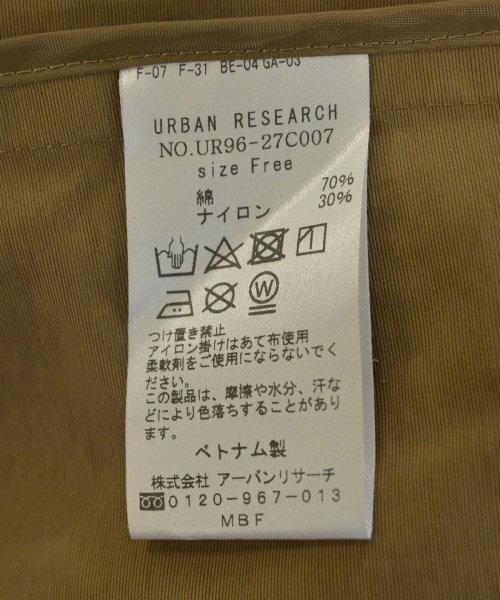 F-07 F-31 BE-04 GA-03
URBAN RESEARCH
NO.UR96-27C007
size Free
綿 70%
ナイロン 30%
W
つけ置き禁止
アイロン掛けはあて布使用
柔軟剤をご使用にならないでく
ださい。
この製品は、摩擦や水分、汗な
どにより色落ちすることがあり
ます。
ベトナム製
株式会社 アーバンリサーチ
0120-967-013
MBF